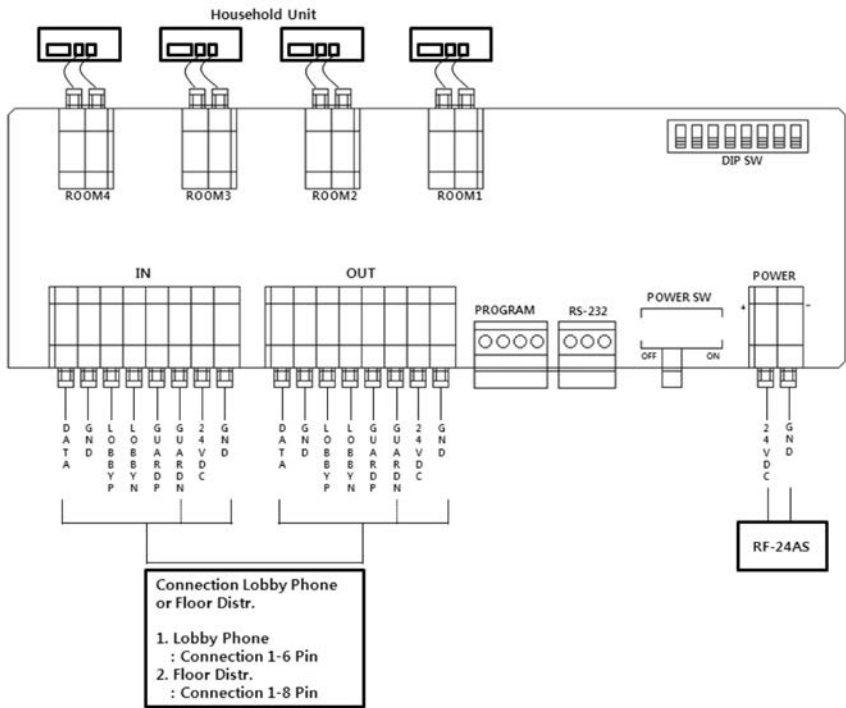 Household Unit
ROOM4
ROOM3
ROOM2
ROOM1
DIP SW
IN
OUT
PROGRAM
RS-232
POWER SW
OFF
ON
POWER
+
-
DATA
GND
LOBBYP
LOBBYN
GUARDP
GUARDN
24VDC
GND
DATA
GND
LOBBYP
LOBBYN
GUARDP
GUARDN
24VDC
GND
24VDC
GND
RF-24AS
Connection Lobby Phone
or Floor Distr.
1. Lobby Phone
: Connection 1-6 Pin
2. Floor Distr.
: Connection 1-8 Pin